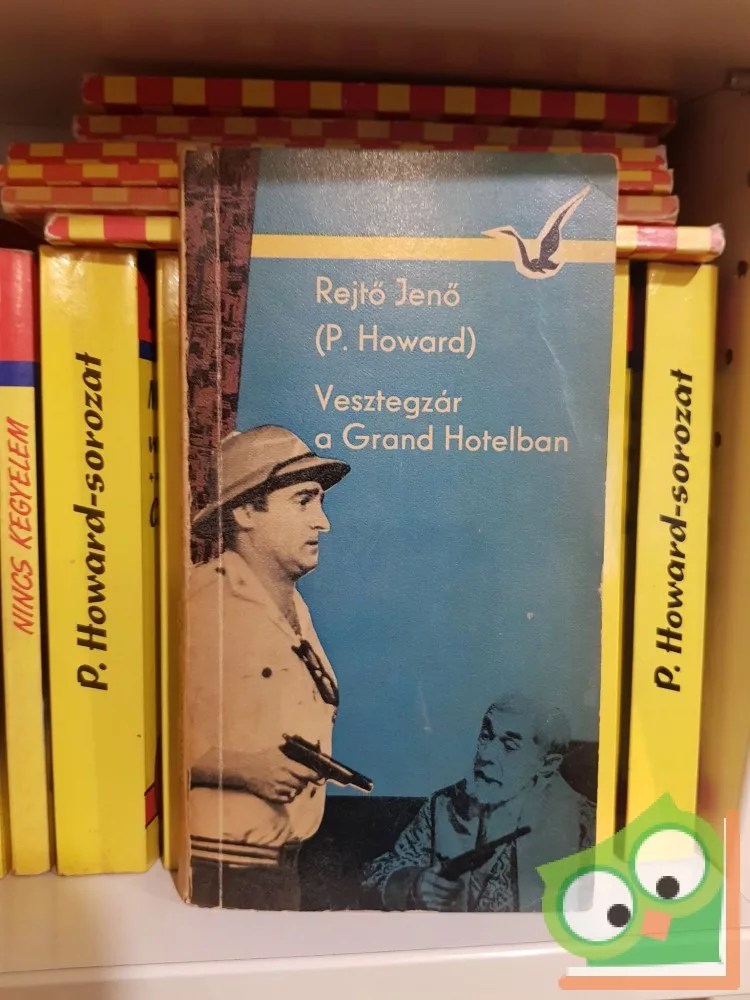 Rejtő Jenő
(P. Howard)
Vesztegzár
a Grand Hotelban
NINCS KEGYELEM
P. Howard-sorozat
P. Howard-sorozat